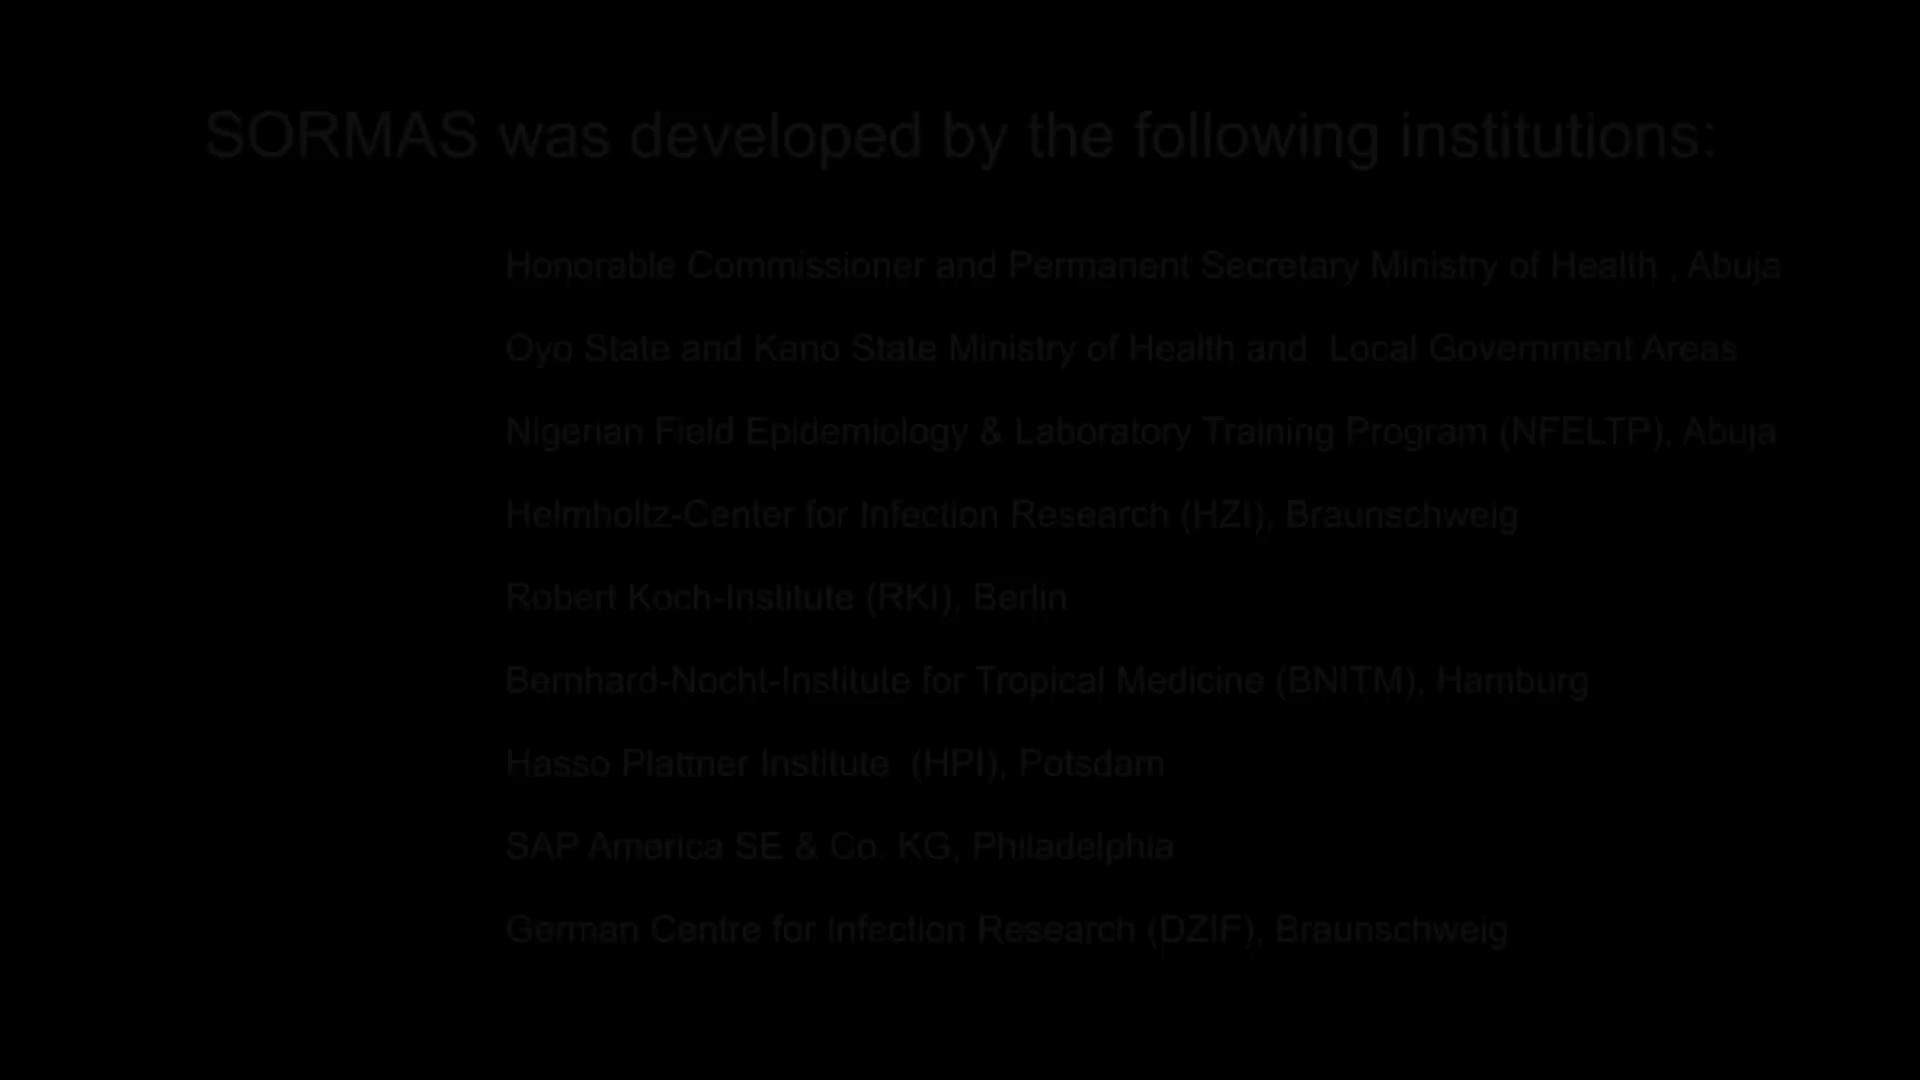 SORMAS was developed by the following institutions:
Honorable Commissioner and Permanent Secretary Ministry of Health , Abuja
Oyo State and Kano State Ministry of Health and Local Government Areas
Nigerian Field Epidemiology & Laboratory Training Program (NFELTP), Abuja
Helmholtz-Center for Infection Research (HZI), Braunschweig
Robert Koch-Institute (RKI), Berlin
Bernhard-Nocht-Institute for Tropical Medicine (BNITM), Hamburg
Hasso Plattner Institute (HPI), Potsdam
SAP America SE & Co. KG, Philadelphia
German Centre for Infection Research (DZIF), Braunschweig